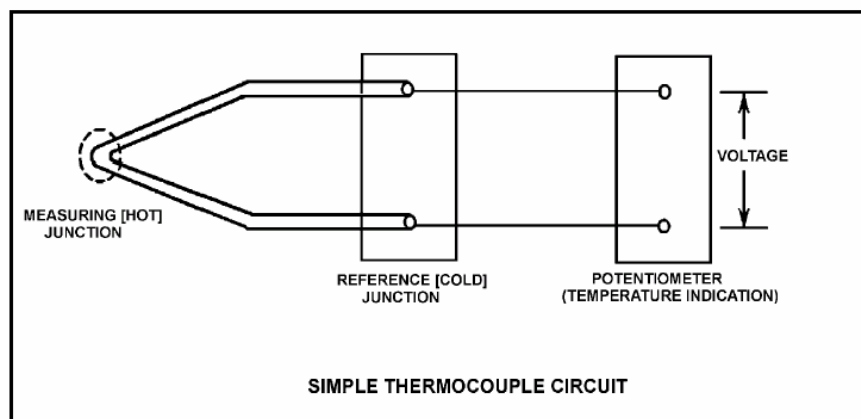 VOLTAGE
MEASURING [HOT]
JUNCTION
REFERENCE [COLD]
JUNCTION
POTENTIOMETER
(TEMPERATURE INDICATION)
SIMPLE THERMOCOUPLE CIRCUIT